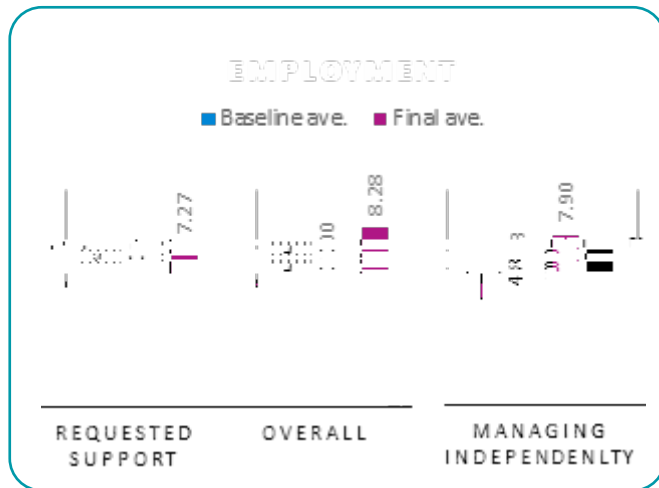 EMPLOYMENT
Baseline ave. Final ave.
7.27
8.28
7.90
REQUESTED SUPPORT
OVERALL
MANAGING INDEPENDENLTY